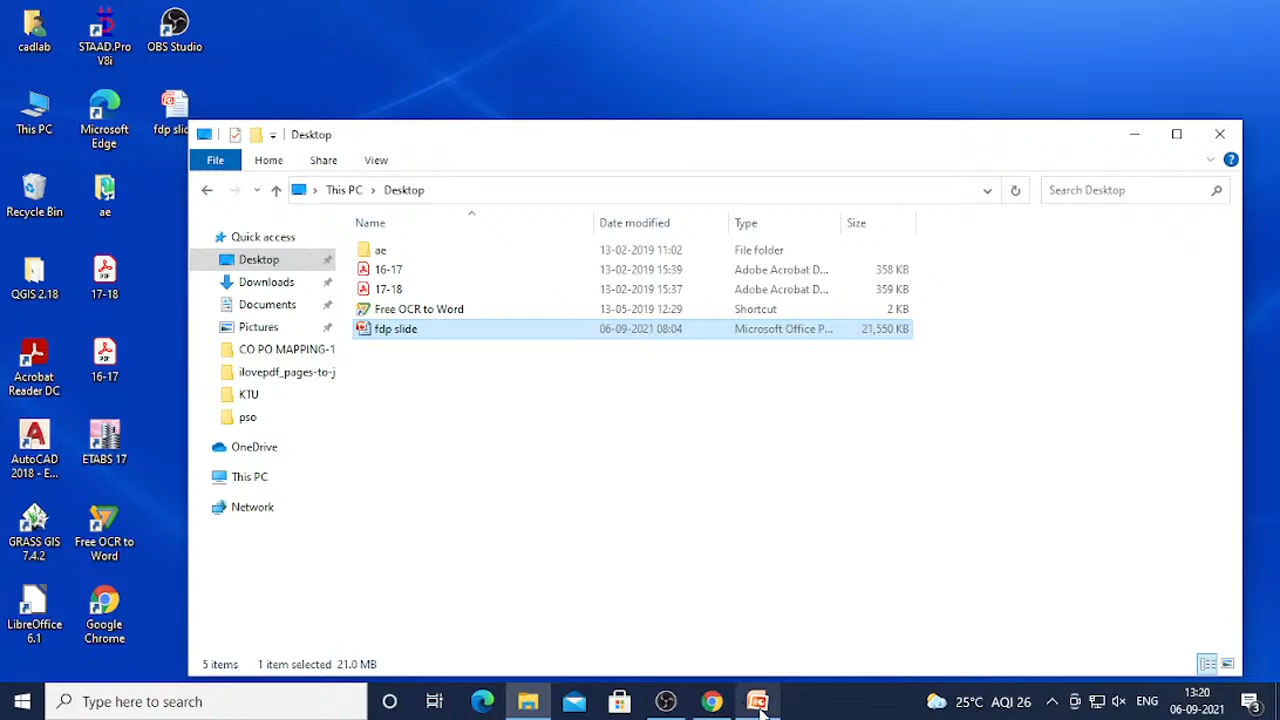 cadlab
STAAD.Pro
V8i
OBS Studio
This PC
Microsoft
Edge
fdp slid
Recycle Bin
ae
QGIS 2.18
17-18
Acrobat
Reader DC
16-17
AutoCAD
2018 - E...
ETABS 17
GRASS GIS
7.4.2
Free OCR to
Word
LibreOffice
6.1
Google
Chrome
Desktop
File
Home
Share
View
This PC
Desktop
Search Desktop
Name
Date modified
Type
Size
Quick access
Desktop
Downloads
Documents
Pictures
CO PO MAPPING-1
ilovepdf_pages-to-j
KTU
pso
OneDrive
This PC
Network
ae 13-02-2019 11:02 File folder
16-17 13-02-2019 15:39 Adobe Acrobat D... 358 KB
17-18 13-02-2019 15:37 Adobe Acrobat D... 359 KB
Free OCR to Word 13-05-2019 12:29 Shortcut 2 KB
fdp slide 06-09-2021 08:04 Microsoft Office P... 21,550 KB
5 items 1 item selected 21.0 MB
Type here to search
25°C AQI 26
ENG
13:20
06-09-2021
3